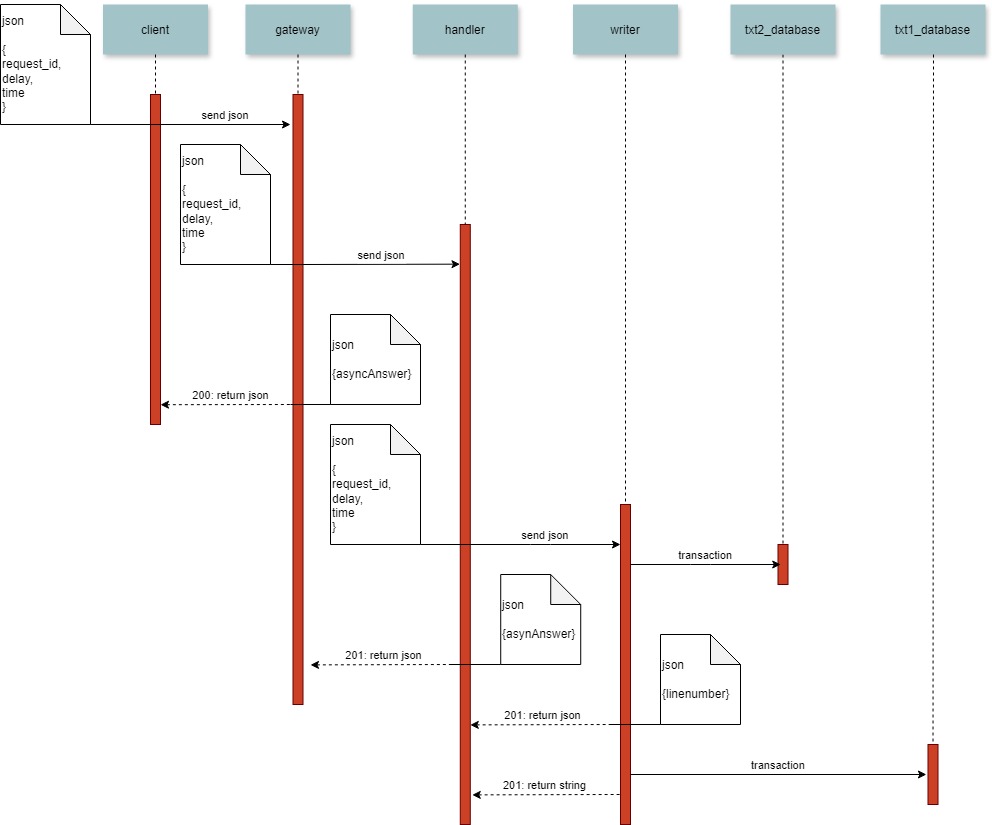 json
{
request_id,
delay,
time
}
client
gateway
handler
writer
txt2_database
txt1_database
send json
json
{
request_id,
delay,
time
}
send json
json
{asyncAnswer}
200: return json
json
{
request_id,
delay,
time
}
send json
transaction
json
{asynAnswer}
201: return json
json
{linenumber}
201: return json
transaction
201: return string